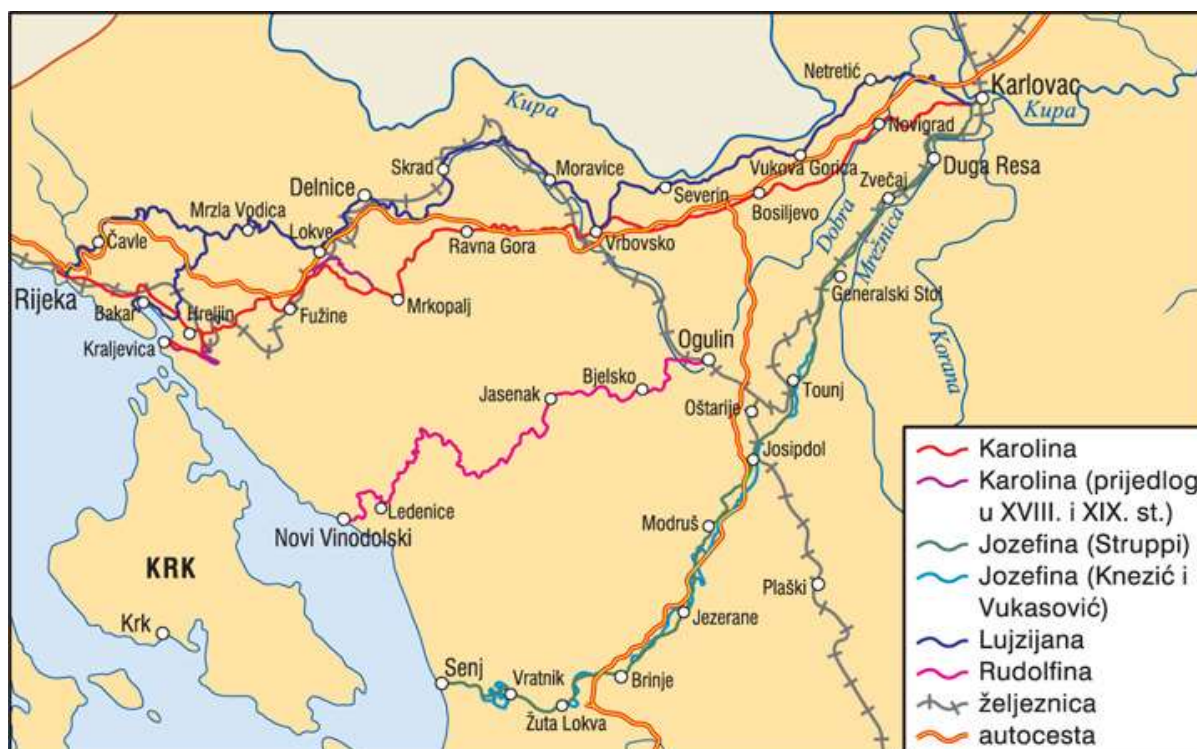 Netretić
Karlovac
Kupa
Kupa
Novigrad
Skrad
Moravice
Vukova Gorica
Duga Resa
Delnice
Zvečaj
Severin
Mrzla Vodica
Bosiljevo
Lokve
Čavle
Ravna Gora
Vrbovsko
Dobra
Mrežnica
Rijeka
Generalski Stol
Bakar
Hreljin
Fužine
Mrkopalj
Kraljevica
Ogulin
Korana
Bjelsko
Jasenak
Tounj
Oštarije
Josipdol
Ledenice
Novi Vinodolski
Modruš
KRK
Plaški
Krk
Jezerane
Senj
Vratnik
Brinje
Žuta Lokva
Karolina
Karolina (prijedlog
u XVIII. i XIX. st.)
Jozefina (Struppi)
Jozefina (Knezić i
Vukasović)
Lujzijana
Rudolfina
željeznica
autocesta